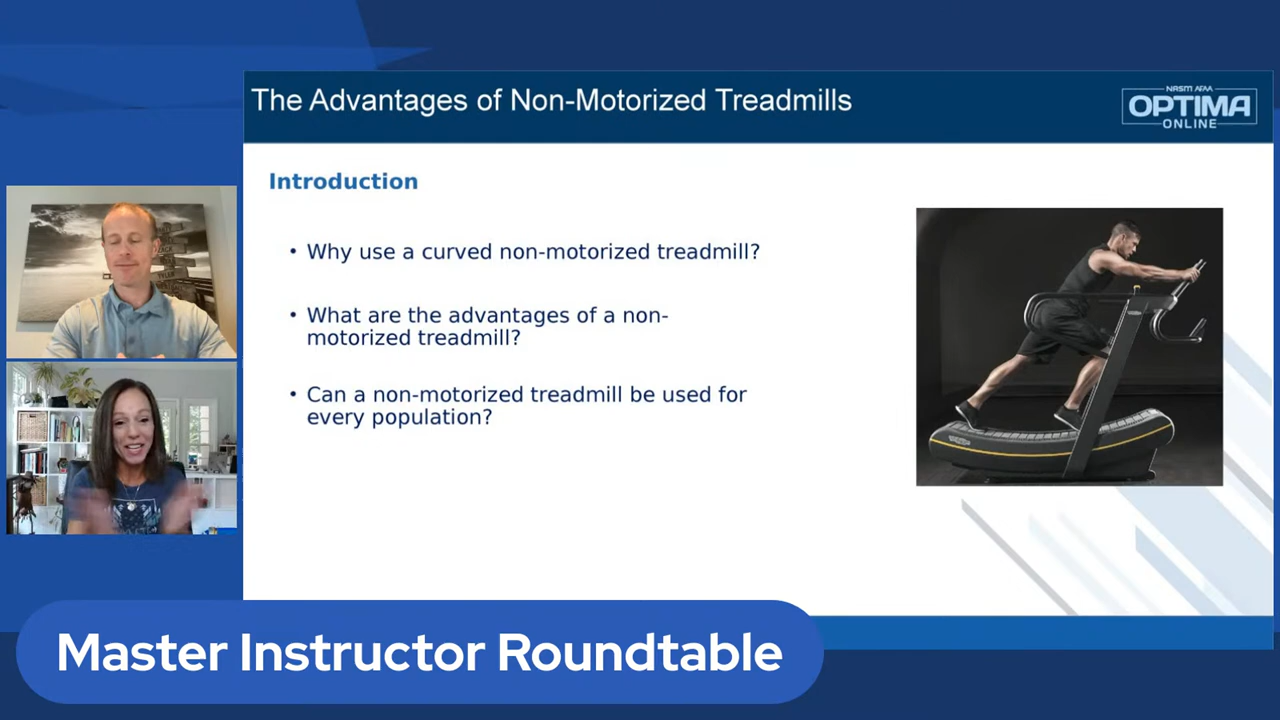 The Advantages of Non-Motorized Treadmills
NASM AFAA
OPTIMA
ONLINE
Introduction
• Why use a curved non-motorized treadmill?
• What are the advantages of a non-
motorized treadmill?
• Can a non-motorized treadmill be used for
every population?
TYLER
Master Instructor Roundtable